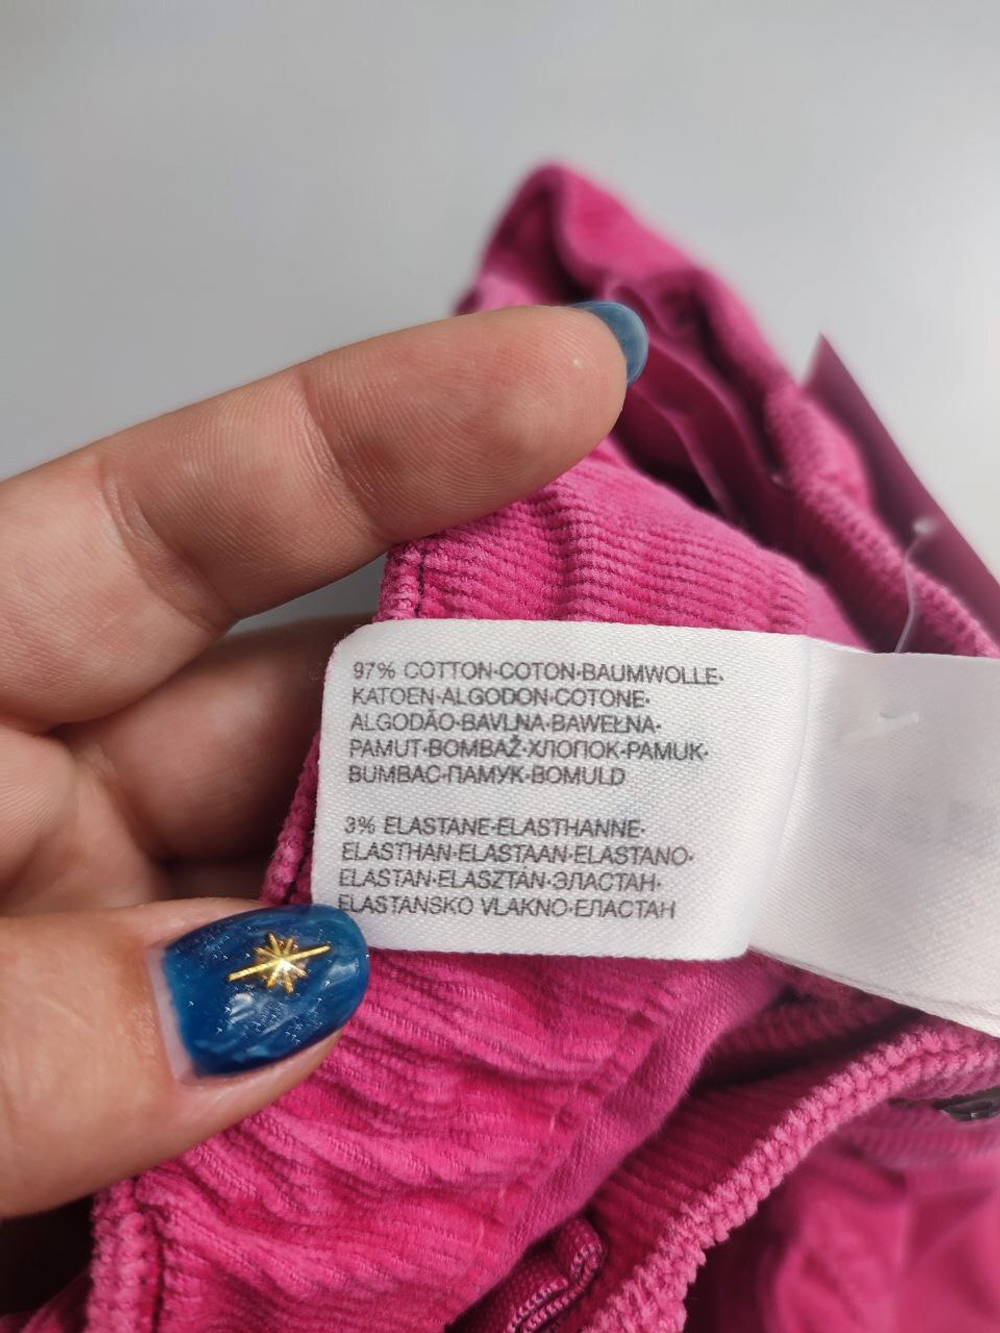 97% COTTON·COTON·BAUMWOLLE·
KATOEN·ALGODON·COTONE·
ALGODÃO·BAVLNA·BAWEŁNA·
PAMUT·BOMBAŽ·ХЛОПОК·PAMUK·
BUMBAC·ПАМУК·BOMULD
3% ELASTANE·ELASTHANNE·
ELASTHAN·ELASTAAN·ELASTANO·
ELASTAN·ELASZTÁN·ЭЛАСТАН·
ELASTANSKO VLAKNO·ЕЛАСТАН